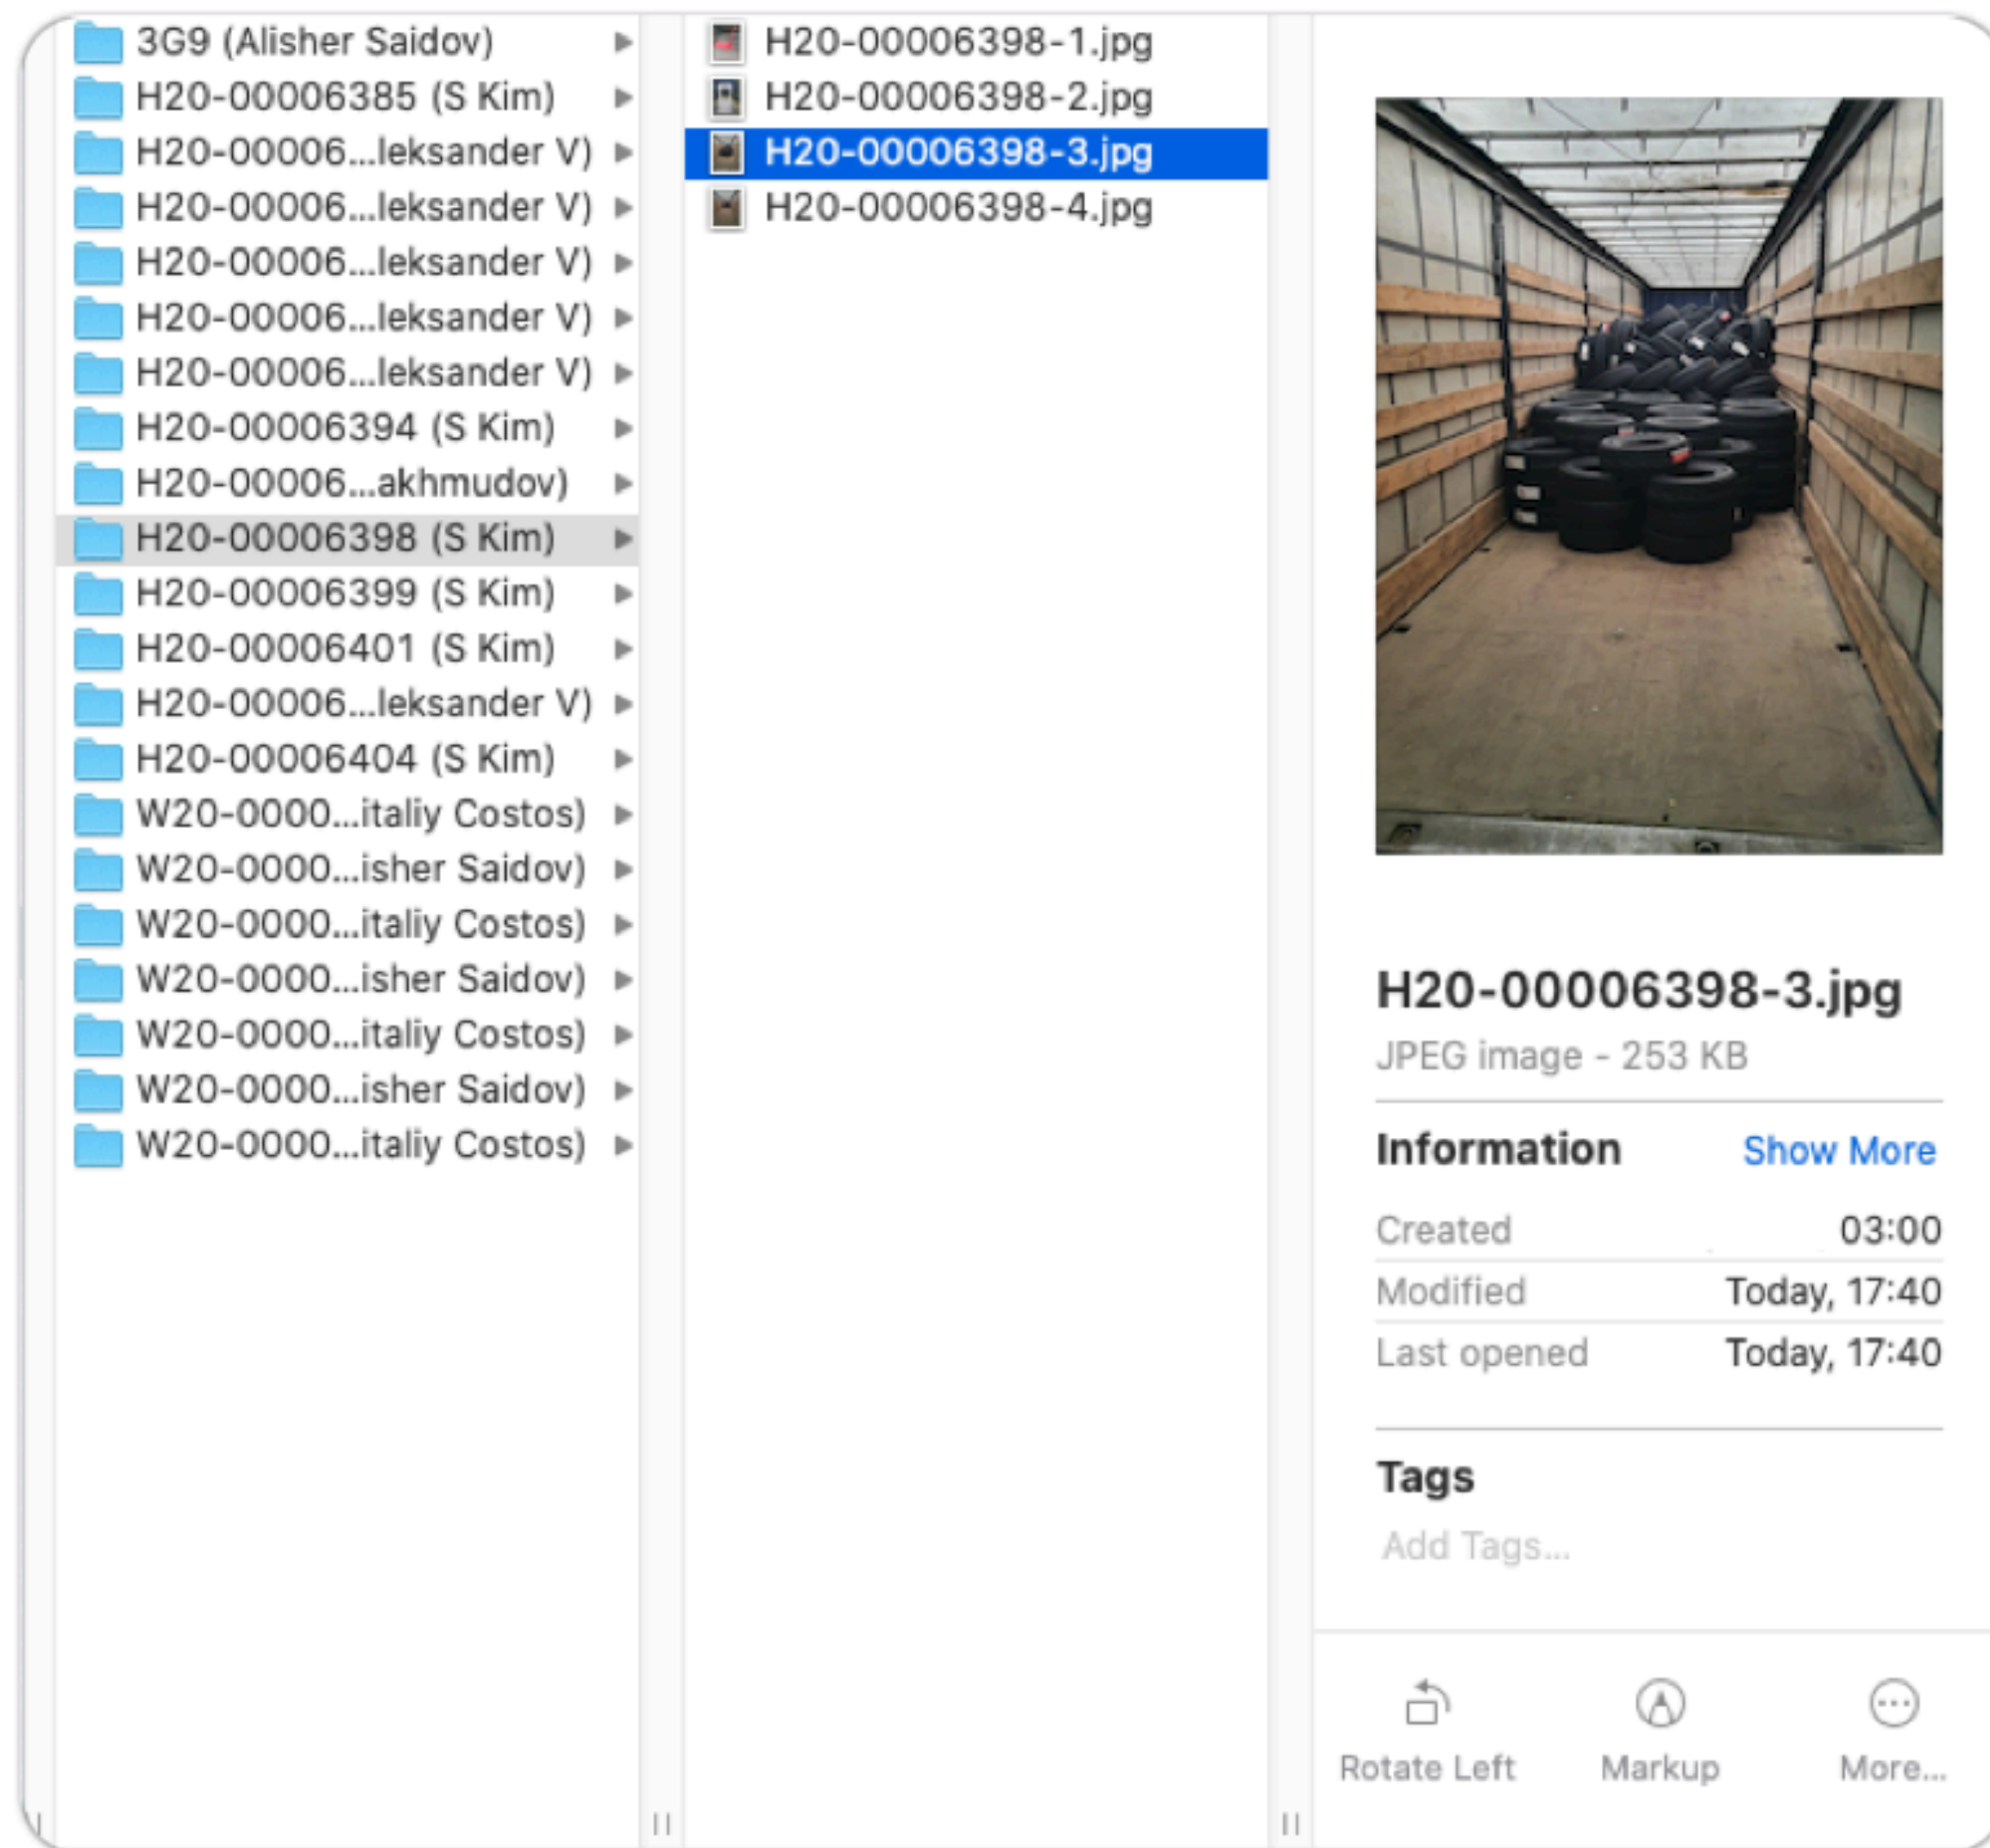 3G9 (Alisher Saidov)
H20-00006385 (S Kim)
H20-00006...leksander V)
H20-00006...leksander V)
H20-00006...leksander V)
H20-00006...leksander V)
H20-00006...leksander V)
H20-00006394 (S Kim)
H20-00006...akhmudov)
H20-00006398 (S Kim)
H20-00006399 (S Kim)
H20-00006401 (S Kim)
H20-00006...leksander V)
H20-00006404 (S Kim)
W20-0000...italiy Costos)
W20-0000...isher Saidov)
W20-0000...italiy Costos)
W20-0000...isher Saidov)
W20-0000...italiy Costos)
W20-0000...isher Saidov)
W20-0000...italiy Costos)
H20-00006398-1.jpg
H20-00006398-2.jpg
H20-00006398-3.jpg
H20-00006398-4.jpg
H20-00006398-3.jpg
JPEG image - 253 KB
Information Show More
Created 03:00
Modified Today, 17:40
Last opened Today, 17:40
Tags
Add Tags...
Rotate Left Markup More...